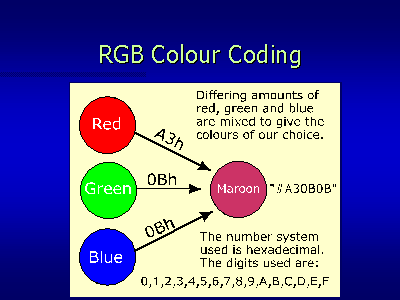 RGB Colour Coding
Differing amounts of
red, green and blue
are mixed to give the
colours of our choice.
Red
A3h
Green
0Bh
Maroon
"#A30B0B"
0Bh
Blue
The number system
used is hexadecimal.
The digits used are:
0,1,2,3,4,5,6,7,8,9,A,B,C,D,E,F